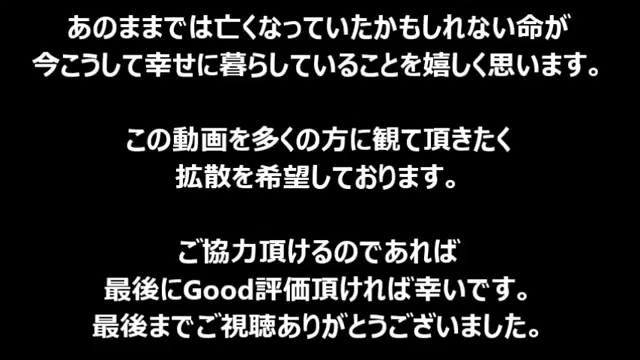 あのままでは亡くなっていたかもしれない命が
今こうして幸せに暮らしていることを嬉しく思います。
この動画を多くの方に観て頂きたく
拡散を希望しております。
ご協力頂けるのであれば
最後にGood評価頂ければ幸いです。
最後までご視聴ありがとうございました。